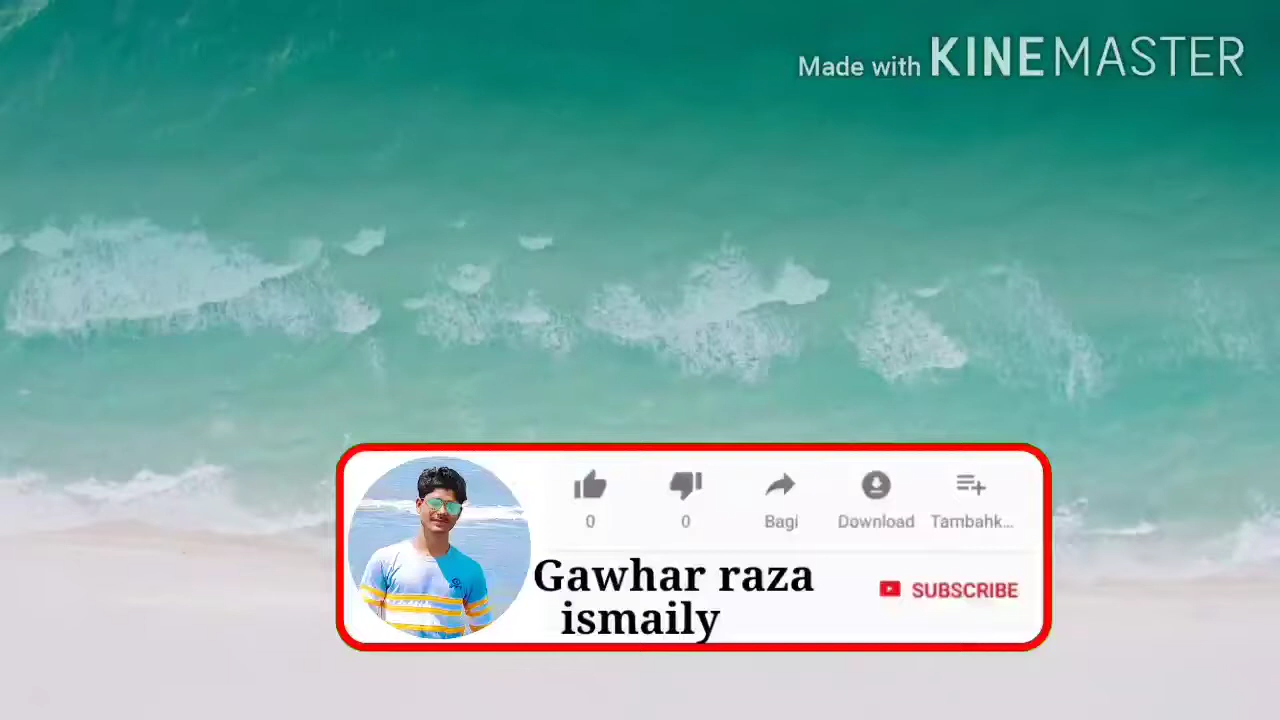 Made with KINEMASTER
0 0 Bagi Download Tambahk...
Gawhar raza
ismaily
SUBSCRIBE